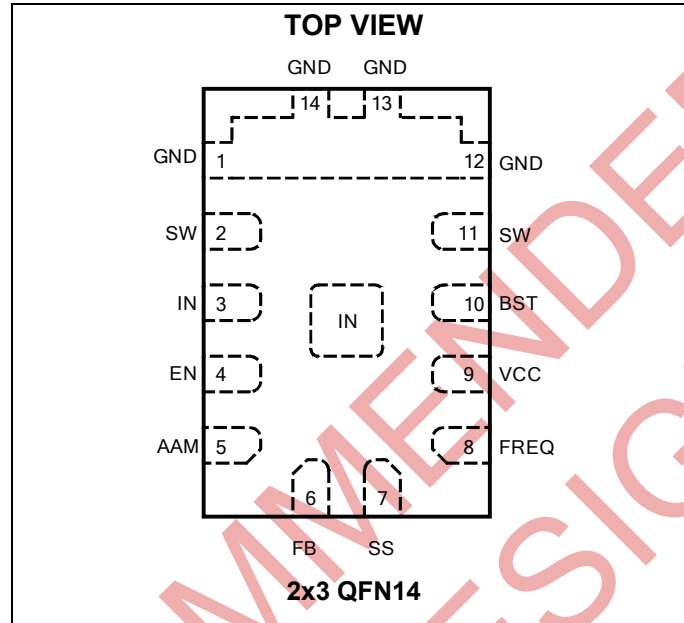 TOP VIEW
GND GND
14 13
GND 1 12 GND
SW 2 11 SW
IN 3 IN 10 BST
EN 4 9 VCC
AAM 5 8 FREQ
6 7
FB SS
2x3 QFN14